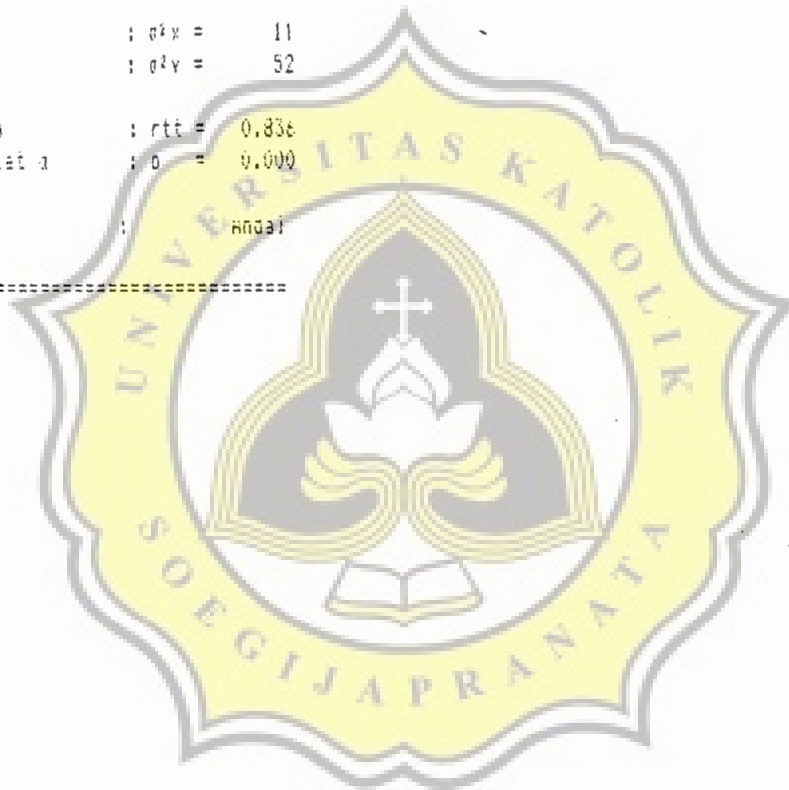 : σ²x = 11
: σ²y = 52
: rtt = 0.836
: p = 0.000
: Andal
==============================
UNIVERSITAS KATOLIK
SOEGIJAPRANATA